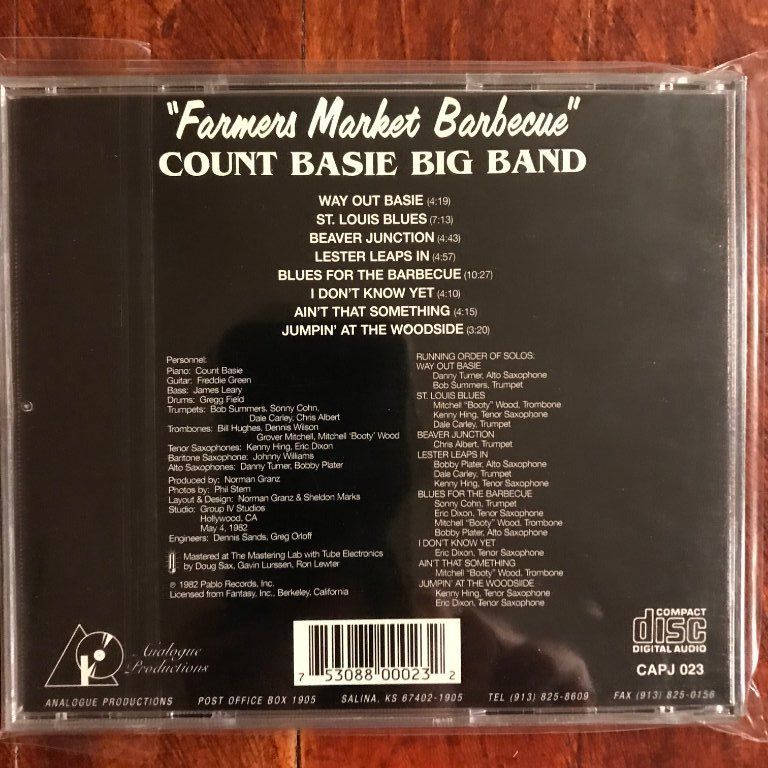 "Farmers Market Barbecue"
COUNT BASIE BIG BAND
WAY OUT BASIE (4:19)
ST. LOUIS BLUES (7:13)
BEAVER JUNCTION (4:43)
LESTER LEAPS IN (4:57)
BLUES FOR THE BARBECUE (10:27)
I DON'T KNOW YET (4:10)
AIN'T THAT SOMETHING (4:15)
JUMPIN' AT THE WOODSIDE (3:20)
Personnel:
Piano: Count Basie
Guitar: Freddie Green
Bass: James Leary
Drums: Gregg Field
Trumpets: Bob Summers, Sonny Cohn,
Dale Carley, Chris Albert
Trombones: Bill Hughes, Dennis Wilson
Grover Mitchell, Mitchell "Booty" Wood
Tenor Saxophones: Kenny Hing, Eric Dixon
Baritone Saxophone: Johnny Williams
Alto Saxophones: Danny Turner, Bobby Plater
Produced by: Norman Granz
Photos by: Phil Stern
Layout & Design: Norman Granz & Sheldon Marks
Studio: Group IV Studios
Hollywood, CA
May 4, 1982
Engineers: Dennis Sands, Greg Orloff
Mastered at The Mastering Lab with Tube Electronics
by Doug Sax, Gavin Lurssen, Ron Lewter
℗ 1982 Pablo Records, Inc.
Licensed from Fantasy, Inc., Berkeley, California
RUNNING ORDER OF SOLOS:
WAY OUT BASIE
Danny Turner, Alto Saxophone
Bob Summers, Trumpet
ST. LOUIS BLUES
Mitchell "Booty" Wood, Trombone
Kenny Hing, Tenor Saxophone
Dale Carley, Trumpet
BEAVER JUNCTION
Chris Albert, Trumpet
LESTER LEAPS IN
Bobby Plater, Alto Saxophone
Dale Carley, Trumpet
Kenny Hing, Tenor Saxophone
BLUES FOR THE BARBECUE
Sonny Cohn, Trumpet
Eric Dixon, Tenor Saxophone
Mitchell "Booty" Wood, Trombone
Bobby Plater, Alto Saxophone
I DON'T KNOW YET
Eric Dixon, Tenor Saxophone
AIN'T THAT SOMETHING
Mitchell "Booty" Wood, Trombone
JUMPIN' AT THE WOODSIDE
Kenny Hing, Tenor Saxophone
Eric Dixon, Tenor Saxophone
Analogue
Productions
7 53088 00023 2
COMPACT
disc
DIGITAL AUDIO
CAPJ 023
ANALOGUE PRODUCTIONS POST OFFICE BOX 1905 SALINA, KS 67402-1905 TEL (913) 825-8609 FAX (913) 825-0156